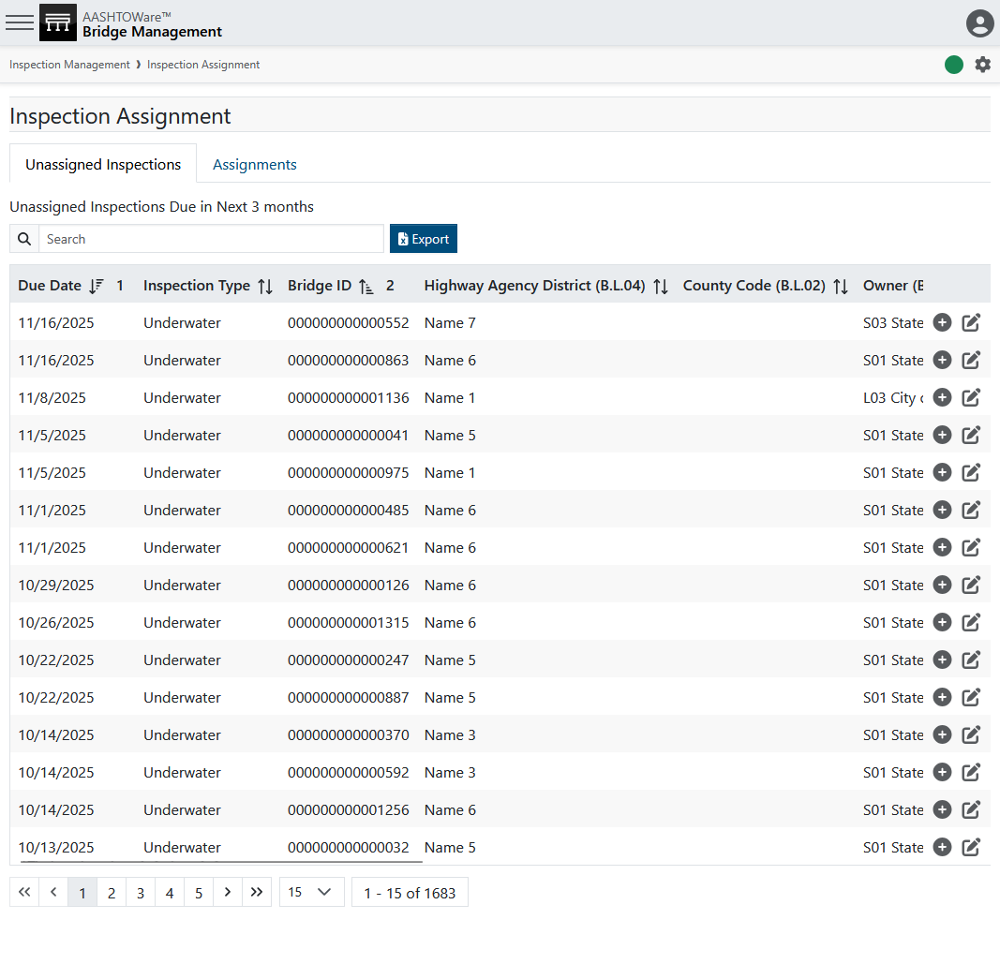 AASHTOWare™
Bridge Management
Inspection Management ❯ Inspection Assignment
Inspection Assignment
Unassigned Inspections Assignments
Unassigned Inspections Due in Next 3 months
Search Export
Due Date 1 Inspection Type Bridge ID 2 Highway Agency District (B.L.04) County Code (B.L.02) Owner (B
11/16/2025 Underwater 000000000000552 Name 7 S03 State
11/16/2025 Underwater 000000000000863 Name 6 S01 State
11/8/2025 Underwater 000000000001136 Name 1 L03 City o
11/5/2025 Underwater 000000000000041 Name 5 S01 State
11/5/2025 Underwater 000000000000975 Name 1 S01 State
11/1/2025 Underwater 000000000000485 Name 6 S01 State
11/1/2025 Underwater 000000000000621 Name 6 S01 State
10/29/2025 Underwater 000000000000126 Name 6 S01 State
10/26/2025 Underwater 000000000001315 Name 6 S01 State
10/22/2025 Underwater 000000000000247 Name 5 S01 State
10/22/2025 Underwater 000000000000887 Name 5 S01 State
10/14/2025 Underwater 000000000000370 Name 3 S01 State
10/14/2025 Underwater 000000000000592 Name 3 S01 State
10/14/2025 Underwater 000000000001256 Name 6 S01 State
10/13/2025 Underwater 000000000000032 Name 5 S01 State
1 2 3 4 5 15 1 - 15 of 1683